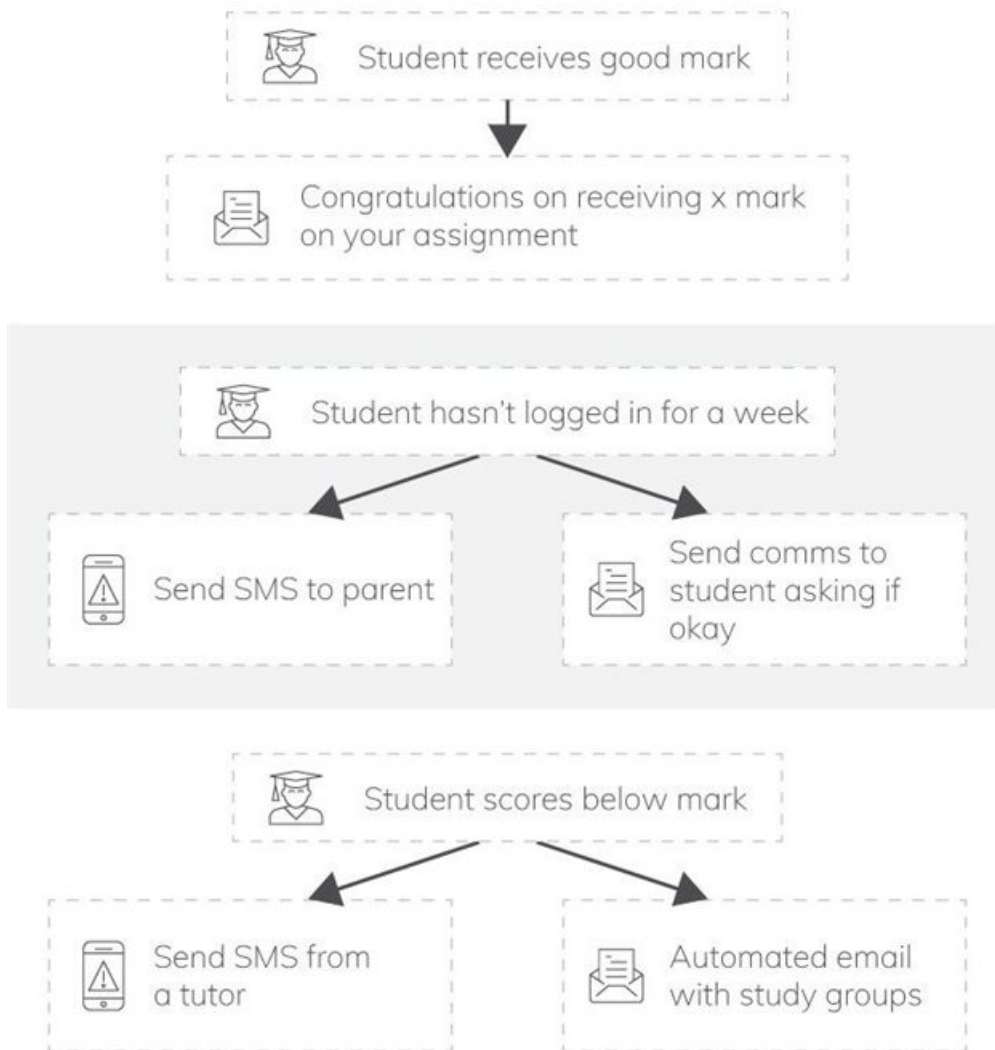 Student receives good mark
Congratulations on receiving x mark
on your assignment
Student hasn’t logged in for a week
Send SMS to parent
Send comms to
student asking if
okay
Student scores below mark
Send SMS from
a tutor
Automated email
with study groups